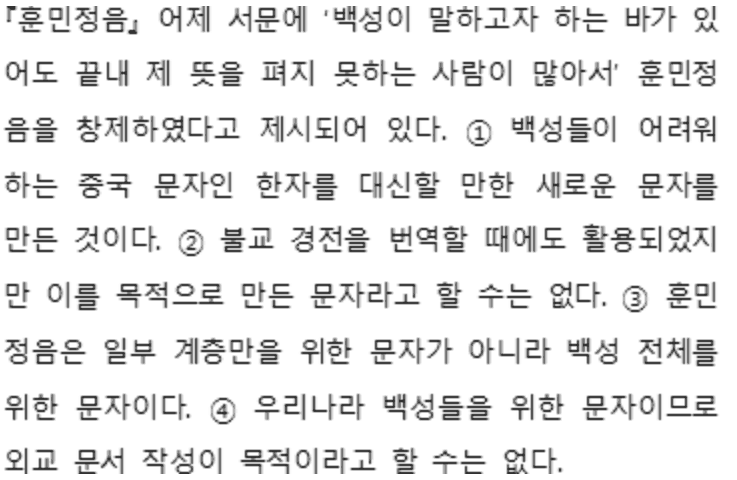 『훈민정음』 어제 서문에 ‘백성이 말하고자 하는 바가 있
어도 끝내 제 뜻을 펴지 못하는 사람이 많아서’ 훈민정
음을 창제하였다고 제시되어 있다. ① 백성들이 어려워
하는 중국 문자인 한자를 대신할 만한 새로운 문자를
만든 것이다. ② 불교 경전을 번역할 때에도 활용되었지
만 이를 목적으로 만든 문자라고 할 수는 없다. ③ 훈민
정음은 일부 계층만을 위한 문자가 아니라 백성 전체를
위한 문자이다. ④ 우리나라 백성들을 위한 문자이므로
외교 문서 작성이 목적이라고 할 수는 없다.